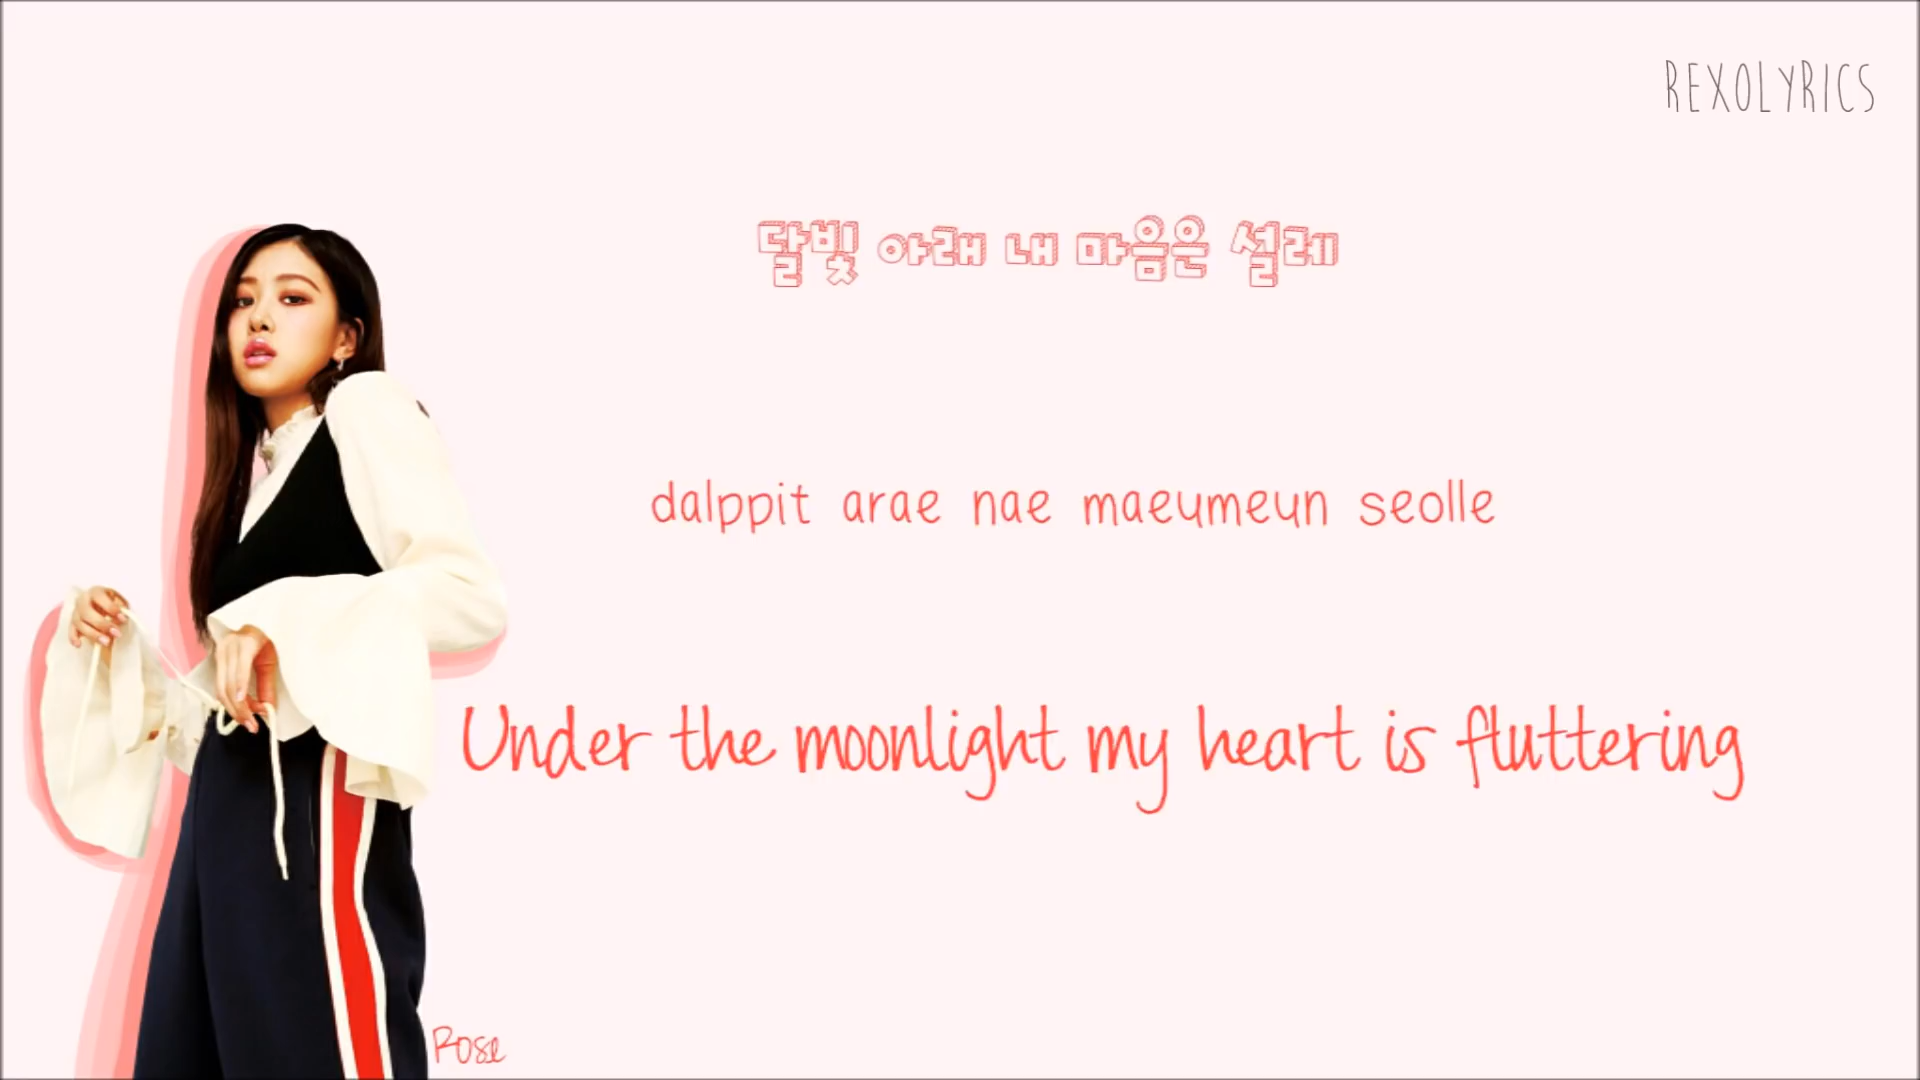 REXOLYRICS
달빛 아래 내 마음은 설레
dalppit arae nae maeumeun seolle
Under the moonlight my heart is fluttering
Rose